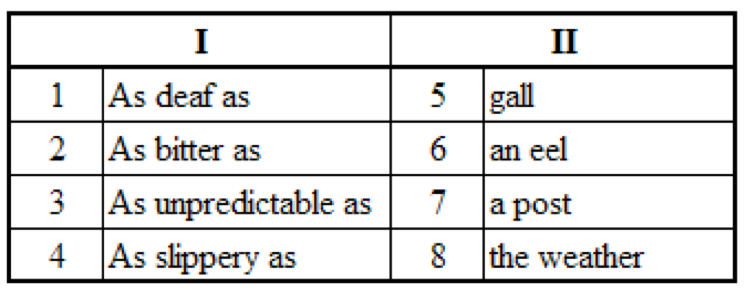 I II
1 As deaf as 5 gall
2 As bitter as 6 an eel
3 As unpredictable as 7 a post
4 As slippery as 8 the weather